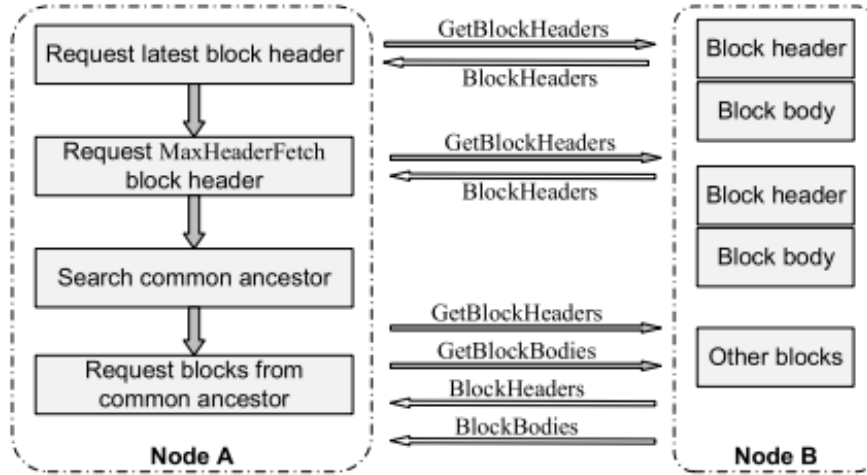 Request latest block header
Request MaxHeaderFetch
block header
Search common ancestor
Request blocks from
common ancestor
Node A
GetBlockHeaders
BlockHeaders
GetBlockHeaders
BlockHeaders
GetBlockHeaders
GetBlockBodies
BlockHeaders
BlockBodies
Block header
Block body
Block header
Block body
Other blocks
Node B